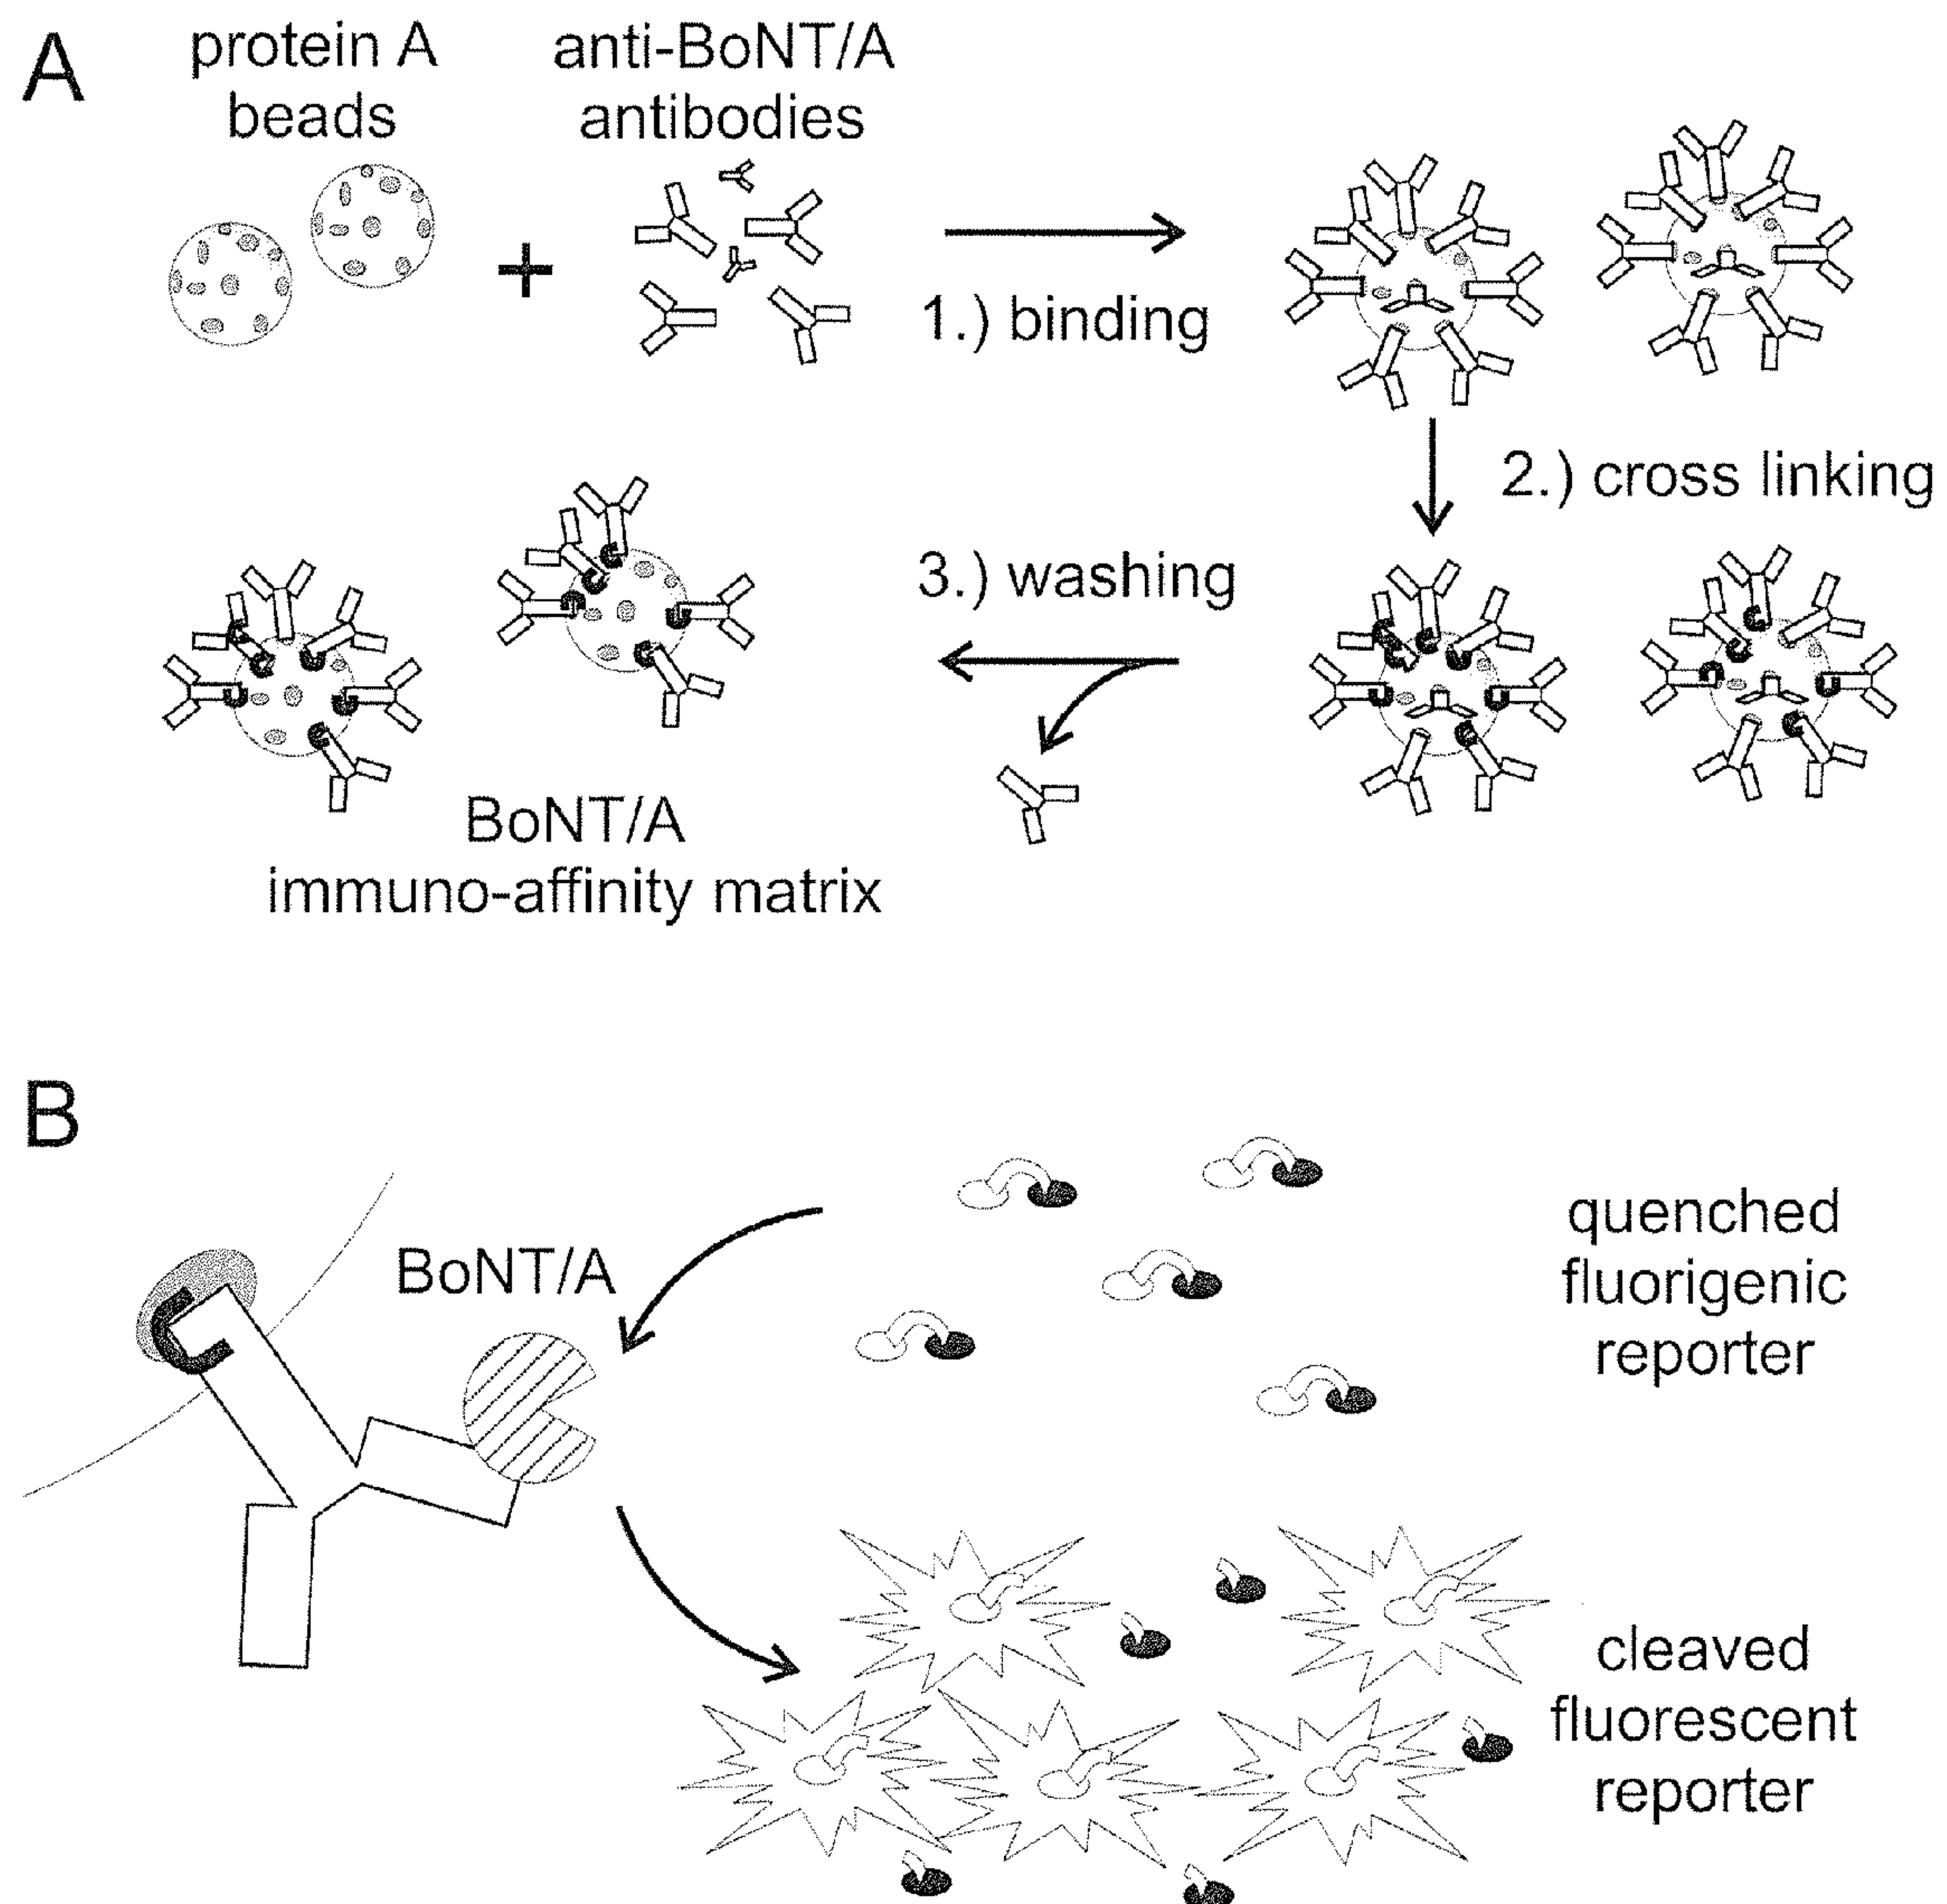 A
protein A
beads
anti-BoNT/A
antibodies
1.) binding
2.) cross linking
3.) washing
BoNT/A
immuno-affinity matrix
B
BoNT/A
quenched
fluorigenic
reporter
cleaved
fluorescent
reporter